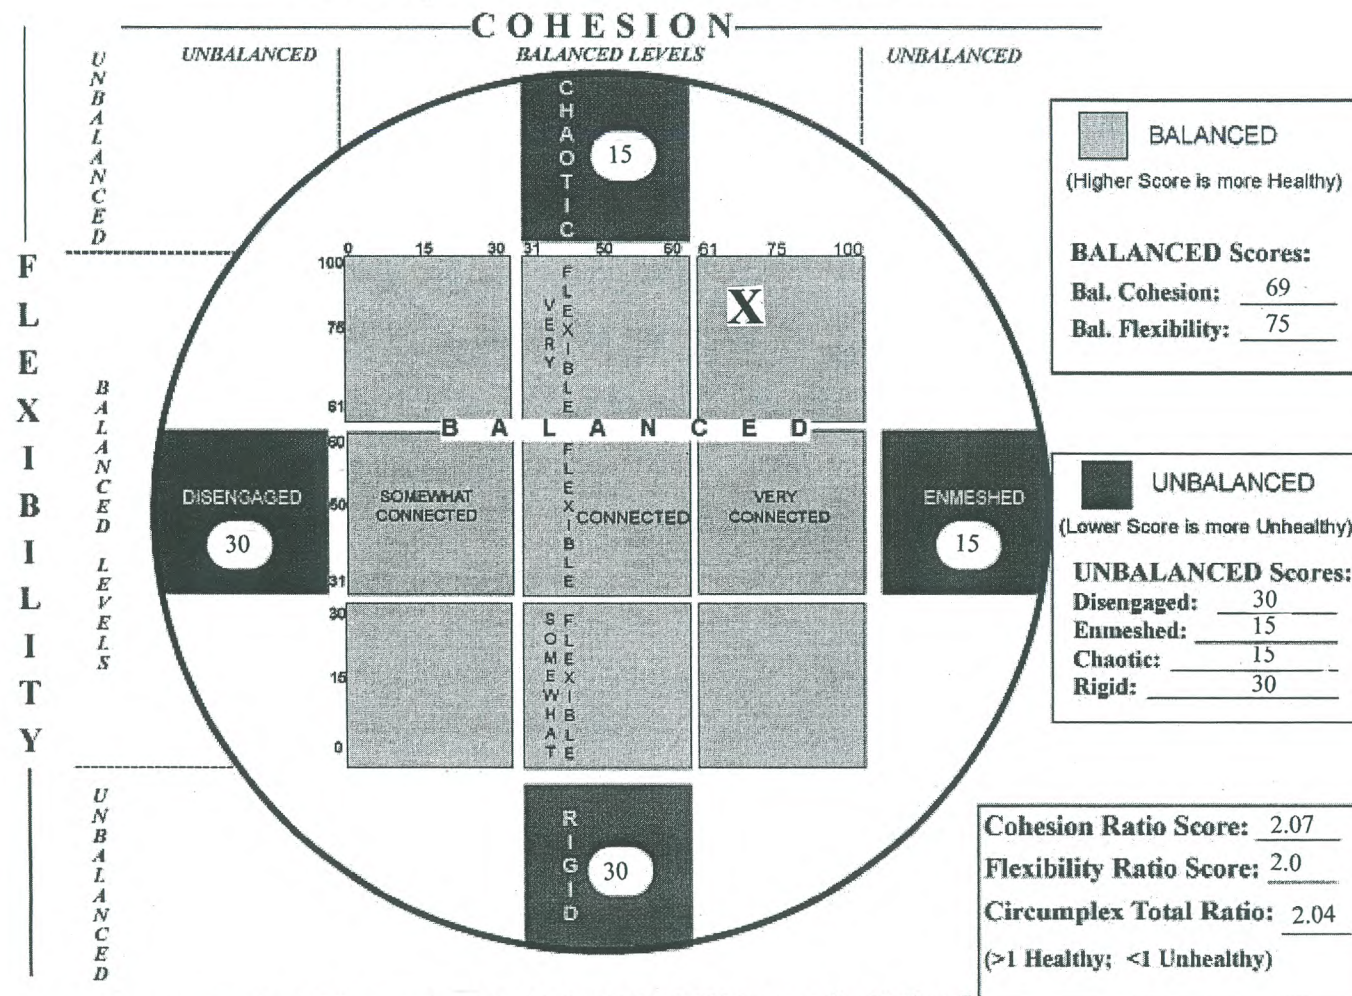 COHESION
UNBALANCED
BALANCED LEVELS
UNBALANCED
FLEXIBILITY
UNBALANCED
BALANCED LEVELS
UNBALANCED
CHAOTIC
15
0 15 30 31 50 60 61 75 100
100
75
61
VERY
FLEXIBLE
X
BALANCED
60
50
31
DISENGAGED
30
SOMEWHAT
CONNECTED
FLEXIBLE
CONNECTED
VERY
CONNECTED
ENMESHED
15
30
15
0
SOMEWHAT
FLEXIBLE
RIGID
30
BALANCED
(Higher Score is more Healthy)
BALANCED Scores:
Bal. Cohesion: 69
Bal. Flexibility: 75
UNBALANCED
(Lower Score is more Unhealthy)
UNBALANCED Scores:
Disengaged: 30
Enmeshed: 15
Chaotic: 15
Rigid: 30
Cohesion Ratio Score: 2.07
Flexibility Ratio Score: 2.0
Circumplex Total Ratio: 2.04
(>1 Healthy; <1 Unhealthy)